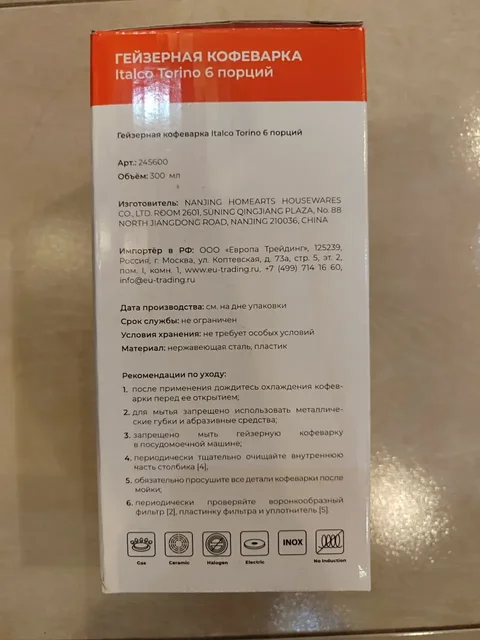 ГЕЙЗЕРНАЯ КОФЕВАРКА
Italco Torino 6 порций
Гейзерная кофеварка Italco Torino 6 порций
Арт.: 245600
Объём: 300 мл
Изготовитель: NANJING HOMEARTS HOUSEWARES
CO., LTD. ROOM 2601, SUNING QINGJIANG PLAZA, No. 88
NORTH JIANGDONG ROAD, NANJING 210036, CHINA
Импортёр в РФ: ООО «Европа Трейдинг», 125239,
Россия, г. Москва, ул. Коптевская, д. 73а, стр. 5, эт. 2,
пом. I, комн. 1, www.eu-trading.ru, +7 (499) 714 16 60,
info@eu-trading.ru
Дата производства: см. на дне упаковки
Срок службы: не ограничен
Условия хранения: не требует особых условий
Материал: нержавеющая сталь, пластик
Рекомендации по уходу:
1. после применения дождитесь охлаждения кофев-
арки перед ее открытием;
2. для мытья запрещено использовать металличе-
ские губки и абразивные средства;
3. запрещено мыть гейзерную кофеварку
в посудомоечной машине;
4. периодически тщательно очищайте внутреннюю
часть столбика [4];
5. обязательно просушите все детали кофеварки после
мойки;
6. периодически проверяйте воронкообразный
фильтр [2], пластинку фильтра и уплотнитель [5].
INOX
Gas Ceramic Halogen Electric No Induction